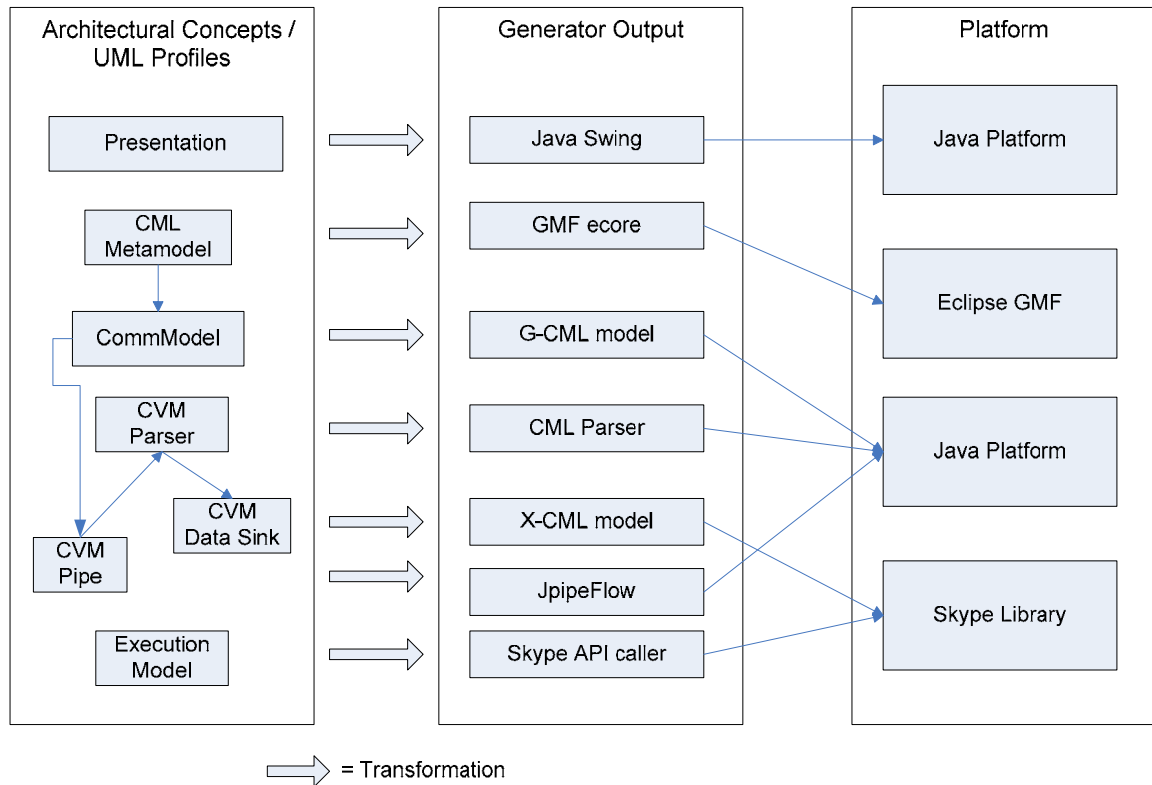 Architectural Concepts /
UML Profiles
Presentation
CML
Metamodel
CommModel
CVM
Parser
CVM
Data Sink
CVM
Pipe
Execution
Model
Generator Output
Java Swing
GMF ecore
G-CML model
CML Parser
X-CML model
JpipeFlow
Skype API caller
Platform
Java Platform
Eclipse GMF
Java Platform
Skype Library
= Transformation